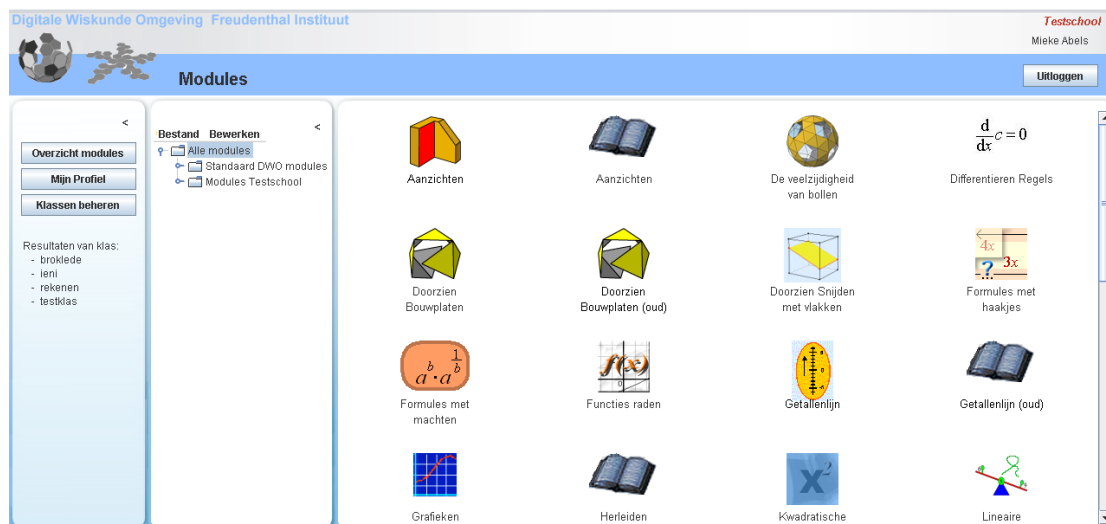 Digitale Wiskunde Omgeving Freudenthal Instituut
Testschool
Mieke Abels
Modules
Uitloggen
<
Overzicht modules
Mijn Profiel
Klassen beheren
Resultaten van klas:
- broklede
- ieni
- rekenen
- testklas
<
Bestand Bewerken
Alle modules
Standaard DWO modules
Modules Testschool
d/dx c = 0
Aanzichten
Aanzichten
De veelzijdigheid
van bollen
Differentieren Regels
4x
3x
?
Doorzien
Bouwplaten
Doorzien
Bouwplaten (oud)
Doorzien Snijden
met vlakken
Formules met
haakjes
a^b · a^(1/b)
f(x)
0
Formules met
machten
Functies raden
Getallenlijn
Getallenlijn (oud)
x²
Grafieken
Herleiden
Kwadratische
Lineaire